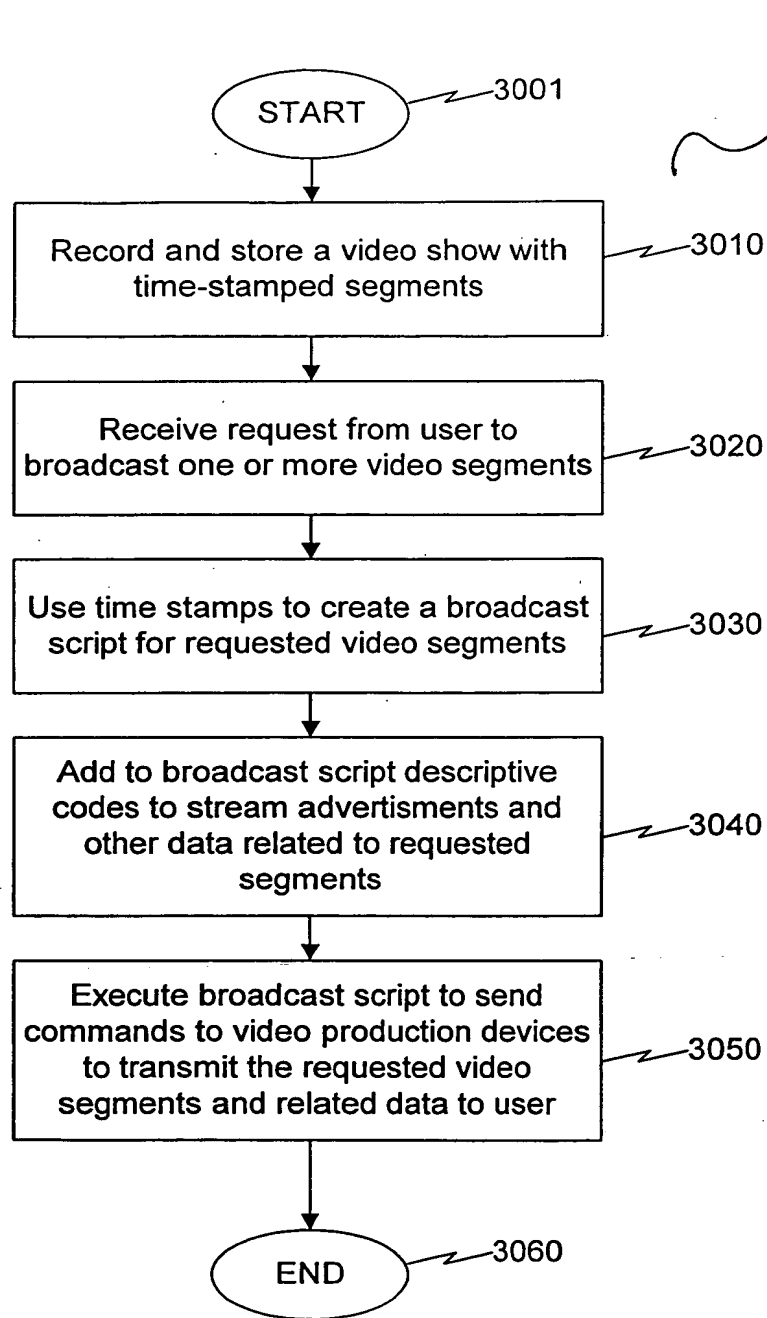 START
3001
Record and store a video show with
time-stamped segments
3010
Receive request from user to
broadcast one or more video segments
3020
Use time stamps to create a broadcast
script for requested video segments
3030
Add to broadcast script descriptive
codes to stream advertisments and
other data related to requested
segments
3040
Execute broadcast script to send
commands to video production devices
to transmit the requested video
segments and related data to user
3050
END
3060